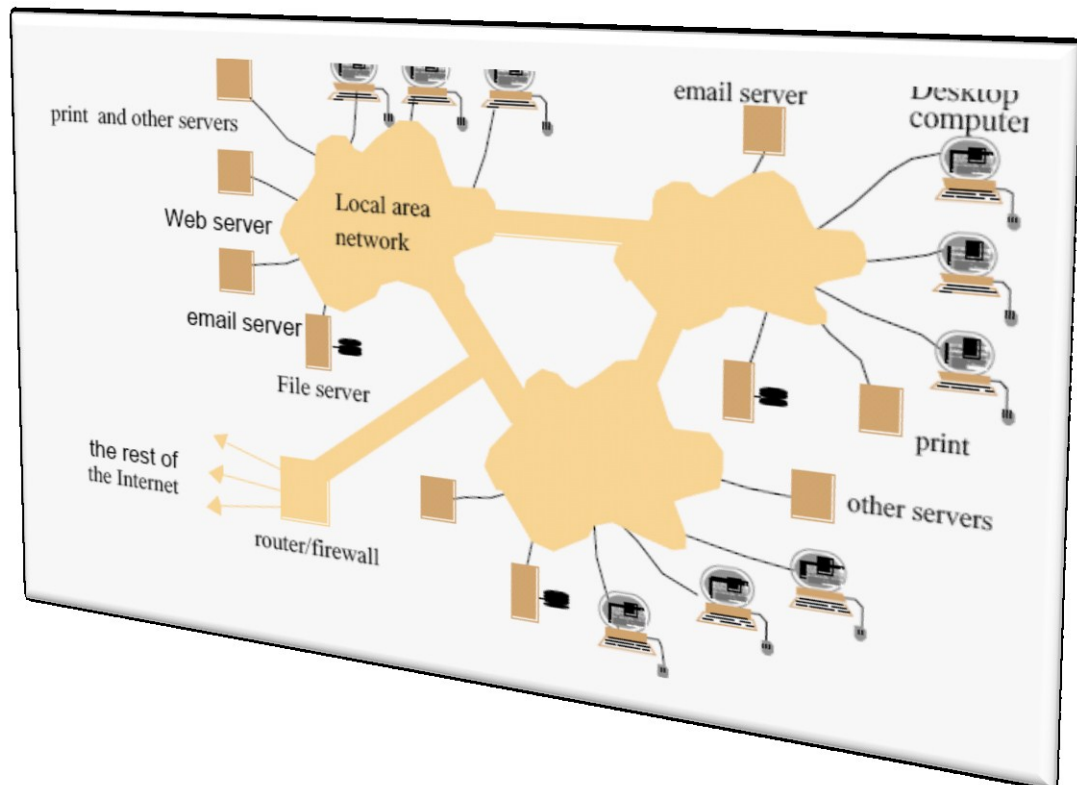 print and other servers
Web server
email server
File server
Local area
network
email server
Desktop
computer
print
other servers
the rest of
the Internet
router/firewall